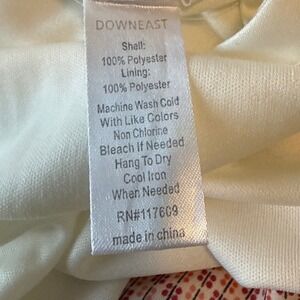 DOWNEAST
Shell:
100% Polyester
Lining:
100% Polyester
Machine Wash Cold
With Like Colors
Non Chlorine
Bleach If Needed
Hang To Dry
Cool Iron
When Needed
RN#117609
made in china